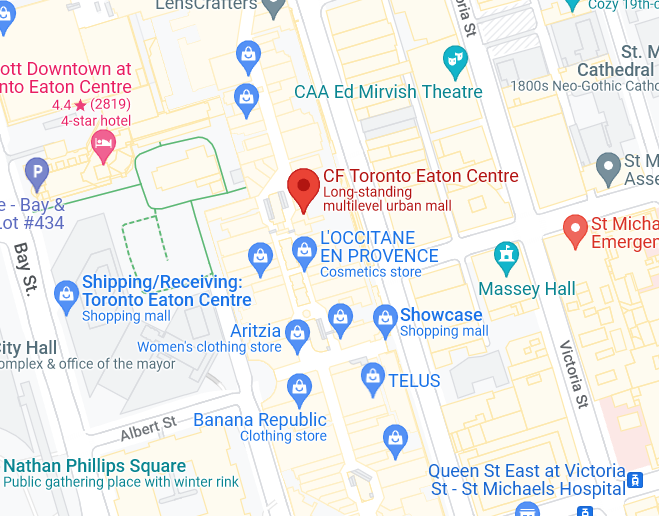 LensCrafters
Cozy 19th-c
oria St
St. M
Cathedral
1800s Neo-Gothic Catho
ott Downtown at
nto Eaton Centre
4.4★(2819)
4-star hotel
CAA Ed Mirvish Theatre
P
CF Toronto Eaton Centre
Long-standing
multilevel urban mall
St M
Asse
e - Bay &
Lot #434
St Micha
Emergen
L'OCCITANE
EN PROVENCE
Cosmetics store
Bay St.
Massey Hall
Shipping/Receiving:
Toronto Eaton Centre
Shopping mall
Showcase
Shopping mall
Aritzia
Women's clothing store
City Hall
omplex & office of the mayor
Victoria St
TELUS
Banana Republic
Clothing store
Albert St
Nathan Phillips Square
Public gathering place with winter rink
Queen St East at Victoria
St - St Michaels Hospital